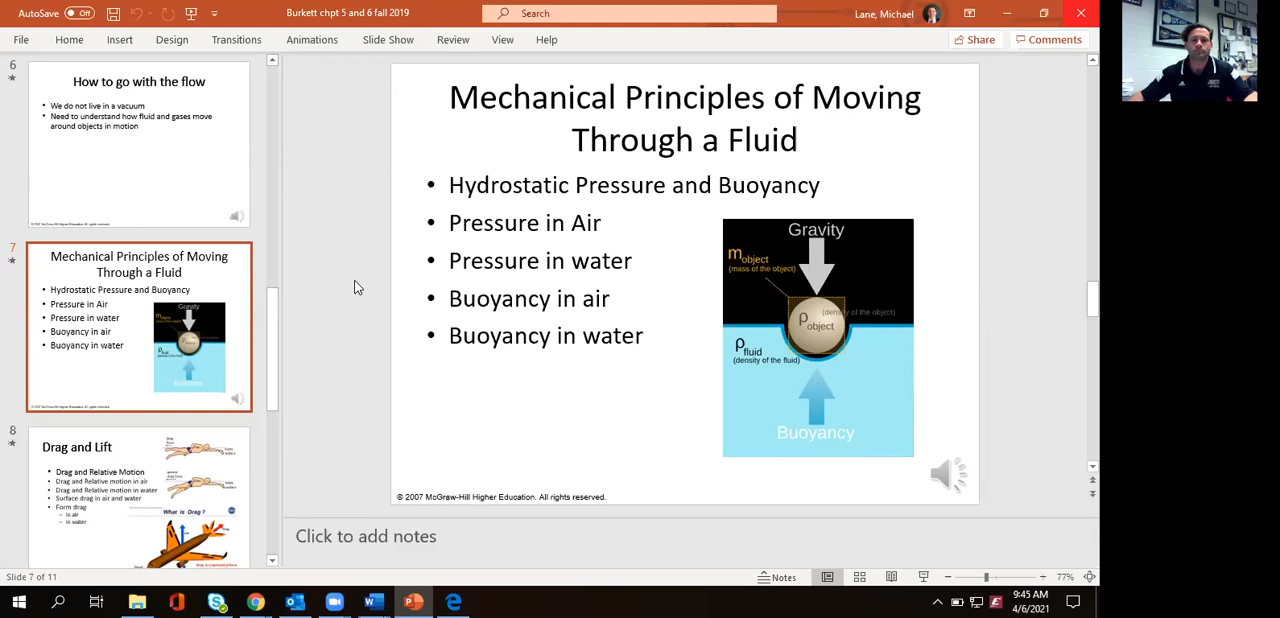 AutoSave Off
Burkett chpt 5 and 6 fall 2019
Search
Lane, Michael
File Home Insert Design Transitions Animations Slide Show Review View Help
Share Comments
6
How to go with the flow
• We do not live in a vacuum
• Need to understand how fluid and gases move
around objects in motion
7
Mechanical Principles of Moving
Through a Fluid
Hydrostatic Pressure and Buoyancy
• Pressure in Air
• Pressure in water
• Buoyancy in air
• Buoyancy in water
Gravity
8
Drag and Lift
• Drag and Relative Motion
• Drag and Relative motion in air
• Drag and Relative motion in water
• Surface drag in air and water
• Form drag
– in air
– in water
What is Drag ?
Mechanical Principles of Moving
Through a Fluid
• Hydrostatic Pressure and Buoyancy
• Pressure in Air
• Pressure in water
• Buoyancy in air
• Buoyancy in water
Gravity
m object
(mass of the object)
ρ object
(density of the object)
ρ fluid
(density of the fluid)
Buoyancy
© 2007 McGraw-Hill Higher Education. All rights reserved.
Click to add notes
Slide 7 of 11
Notes
77%
9:45 AM
4/6/2021